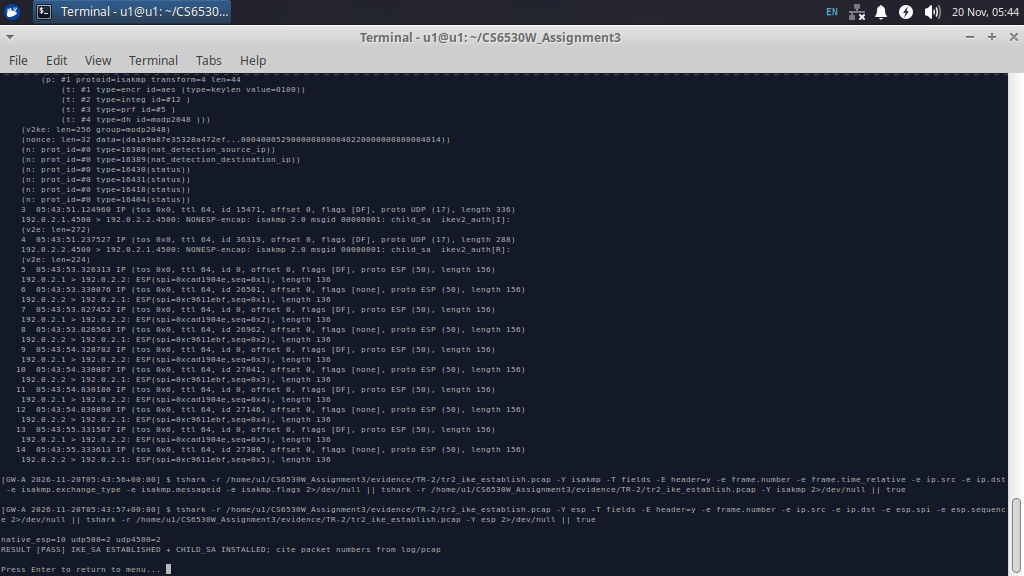 Terminal - u1@u1: ~/CS6530...
EN
20 Nov, 05:44
Terminal - u1@u1: ~/CS6530W_Assignment3
File Edit View Terminal Tabs Help
(p: #1 protoid=isakmp transform=4 len=44
(t: #1 type=encr id=aes (type=keylen value=0100))
(t: #2 type=integ id=#12 )
(t: #3 type=prf id=#5 )
(t: #4 type=dh id=modp2048 )))
(v2ke: len=256 group=modp2048)
(nonce: len=32 data=(da1a9a87e35328a472ef...0004000529000008000040220000000800004014))
(n: prot_id=#0 type=16388(nat_detection_source_ip))
(n: prot_id=#0 type=16389(nat_detection_destination_ip))
(n: prot_id=#0 type=16430(status))
(n: prot_id=#0 type=16431(status))
(n: prot_id=#0 type=16418(status))
(n: prot_id=#0 type=16404(status))
3 05:43:51.124960 IP (tos 0x0, ttl 64, id 15471, offset 0, flags [DF], proto UDP (17), length 336)
192.0.2.1.4500 > 192.0.2.2.4500: NONESP-encap: isakmp 2.0 msgid 00000001: child_sa ikev2_auth[I]:
(v2e: len=272)
4 05:43:51.237527 IP (tos 0x0, ttl 64, id 36319, offset 0, flags [DF], proto UDP (17), length 288)
192.0.2.2.4500 > 192.0.2.1.4500: NONESP-encap: isakmp 2.0 msgid 00000001: child_sa ikev2_auth[R]:
(v2e: len=224)
5 05:43:53.326313 IP (tos 0x0, ttl 64, id 0, offset 0, flags [DF], proto ESP (50), length 156)
192.0.2.1 > 192.0.2.2: ESP(spi=0xcad1904e,seq=0x1), length 136
6 05:43:53.330076 IP (tos 0x0, ttl 64, id 26501, offset 0, flags [none], proto ESP (50), length 156)
192.0.2.2 > 192.0.2.1: ESP(spi=0xc9611ebf,seq=0x1), length 136
7 05:43:53.827452 IP (tos 0x0, ttl 64, id 0, offset 0, flags [DF], proto ESP (50), length 156)
192.0.2.1 > 192.0.2.2: ESP(spi=0xcad1904e,seq=0x2), length 136
8 05:43:53.828563 IP (tos 0x0, ttl 64, id 26962, offset 0, flags [none], proto ESP (50), length 156)
192.0.2.2 > 192.0.2.1: ESP(spi=0xc9611ebf,seq=0x2), length 136
9 05:43:54.328782 IP (tos 0x0, ttl 64, id 0, offset 0, flags [DF], proto ESP (50), length 156)
192.0.2.1 > 192.0.2.2: ESP(spi=0xcad1904e,seq=0x3), length 136
10 05:43:54.330087 IP (tos 0x0, ttl 64, id 27041, offset 0, flags [none], proto ESP (50), length 156)
192.0.2.2 > 192.0.2.1: ESP(spi=0xc9611ebf,seq=0x3), length 136
11 05:43:54.830180 IP (tos 0x0, ttl 64, id 0, offset 0, flags [DF], proto ESP (50), length 156)
192.0.2.1 > 192.0.2.2: ESP(spi=0xcad1904e,seq=0x4), length 136
12 05:43:54.830890 IP (tos 0x0, ttl 64, id 27146, offset 0, flags [none], proto ESP (50), length 156)
192.0.2.2 > 192.0.2.1: ESP(spi=0xc9611ebf,seq=0x4), length 136
13 05:43:55.331587 IP (tos 0x0, ttl 64, id 0, offset 0, flags [DF], proto ESP (50), length 156)
192.0.2.1 > 192.0.2.2: ESP(spi=0xcad1904e,seq=0x5), length 136
14 05:43:55.333613 IP (tos 0x0, ttl 64, id 27380, offset 0, flags [none], proto ESP (50), length 156)
192.0.2.2 > 192.0.2.1: ESP(spi=0xc9611ebf,seq=0x5), length 136
[GW-A 2026-11-20T05:43:56+00:00] $ tshark -r /home/u1/CS6530W_Assignment3/evidence/TR-2/tr2_ike_establish.pcap -Y isakmp -T fields -E header=y -e frame.number -e frame.time_relative -e ip.src -e ip.dst
-e isakmp.exchange_type -e isakmp.messageid -e isakmp.flags 2>/dev/null || tshark -r /home/u1/CS6530W_Assignment3/evidence/TR-2/tr2_ike_establish.pcap -Y isakmp 2>/dev/null || true
[GW-A 2026-11-20T05:43:57+00:00] $ tshark -r /home/u1/CS6530W_Assignment3/evidence/TR-2/tr2_ike_establish.pcap -Y esp -T fields -E header=y -e frame.number -e ip.src -e ip.dst -e esp.spi -e esp.sequenc
e 2>/dev/null || tshark -r /home/u1/CS6530W_Assignment3/evidence/TR-2/tr2_ike_establish.pcap -Y esp 2>/dev/null || true
native_esp=10 udp500=2 udp4500=2
RESULT [PASS] IKE_SA ESTABLISHED + CHILD_SA INSTALLED; cite packet numbers from log/pcap
Press Enter to return to menu...